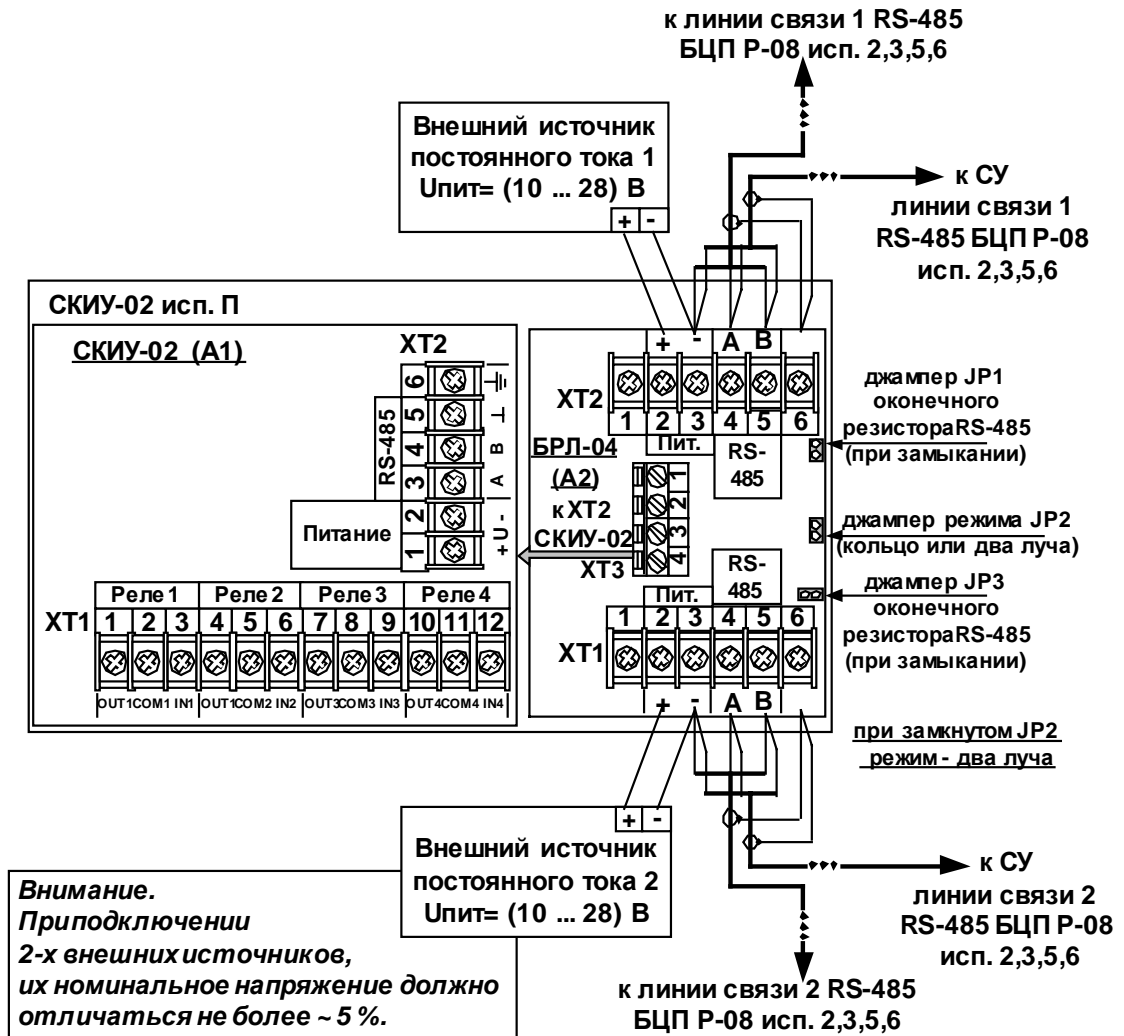 к линии связи 1 RS-485
БЦП Р-08 исп. 2,3,5,6
Внешний источник
постоянного тока 1
Uпит= (10 ... 28) В
+ -
к СУ
линии связи 1
RS-485 БЦП Р-08
исп. 2,3,5,6
СКИУ-02 исп. П
СКИУ-02 (А1)
XT2
6
5
4
3
2
1
RS-485
⊥
B
A
+U -
Питание
Реле 1 Реле 2 Реле 3 Реле 4
XT1 1 2 3 4 5 6 7 8 9 10 11 12
OUT1 COM1 IN1 OUT1 COM2 IN2 OUT3 COM3 IN3 OUT4 COM4 IN4
+ - A B
XT2
1 2 3 4 5 6
Пит. RS-
485
БРЛ-04
(А2)
к XT2
СКИУ-02
XT3
1
2
3
4
RS-
485
Пит.
1 2 3 4 5 6
XT1
+ - A B
джампер JP1
оконечного
резистораRS-485
(при замыкании)
джампер режима JP2
(кольцо или два луча)
джампер JP3
оконечного
резистораRS-485
(при замыкании)
при замкнутом JP2
режим - два луча
+ -
Внешний источник
постоянного тока 2
Uпит= (10 ... 28) В
к СУ
линии связи 2
RS-485 БЦП Р-08
исп. 2,3,5,6
Внимание.
Приподключении
2-х внешнихисточников,
их номинальное напряжение должно
отличаться не более ~ 5 %.
к линии связи 2 RS-485
БЦП Р-08 исп. 2,3,5,6